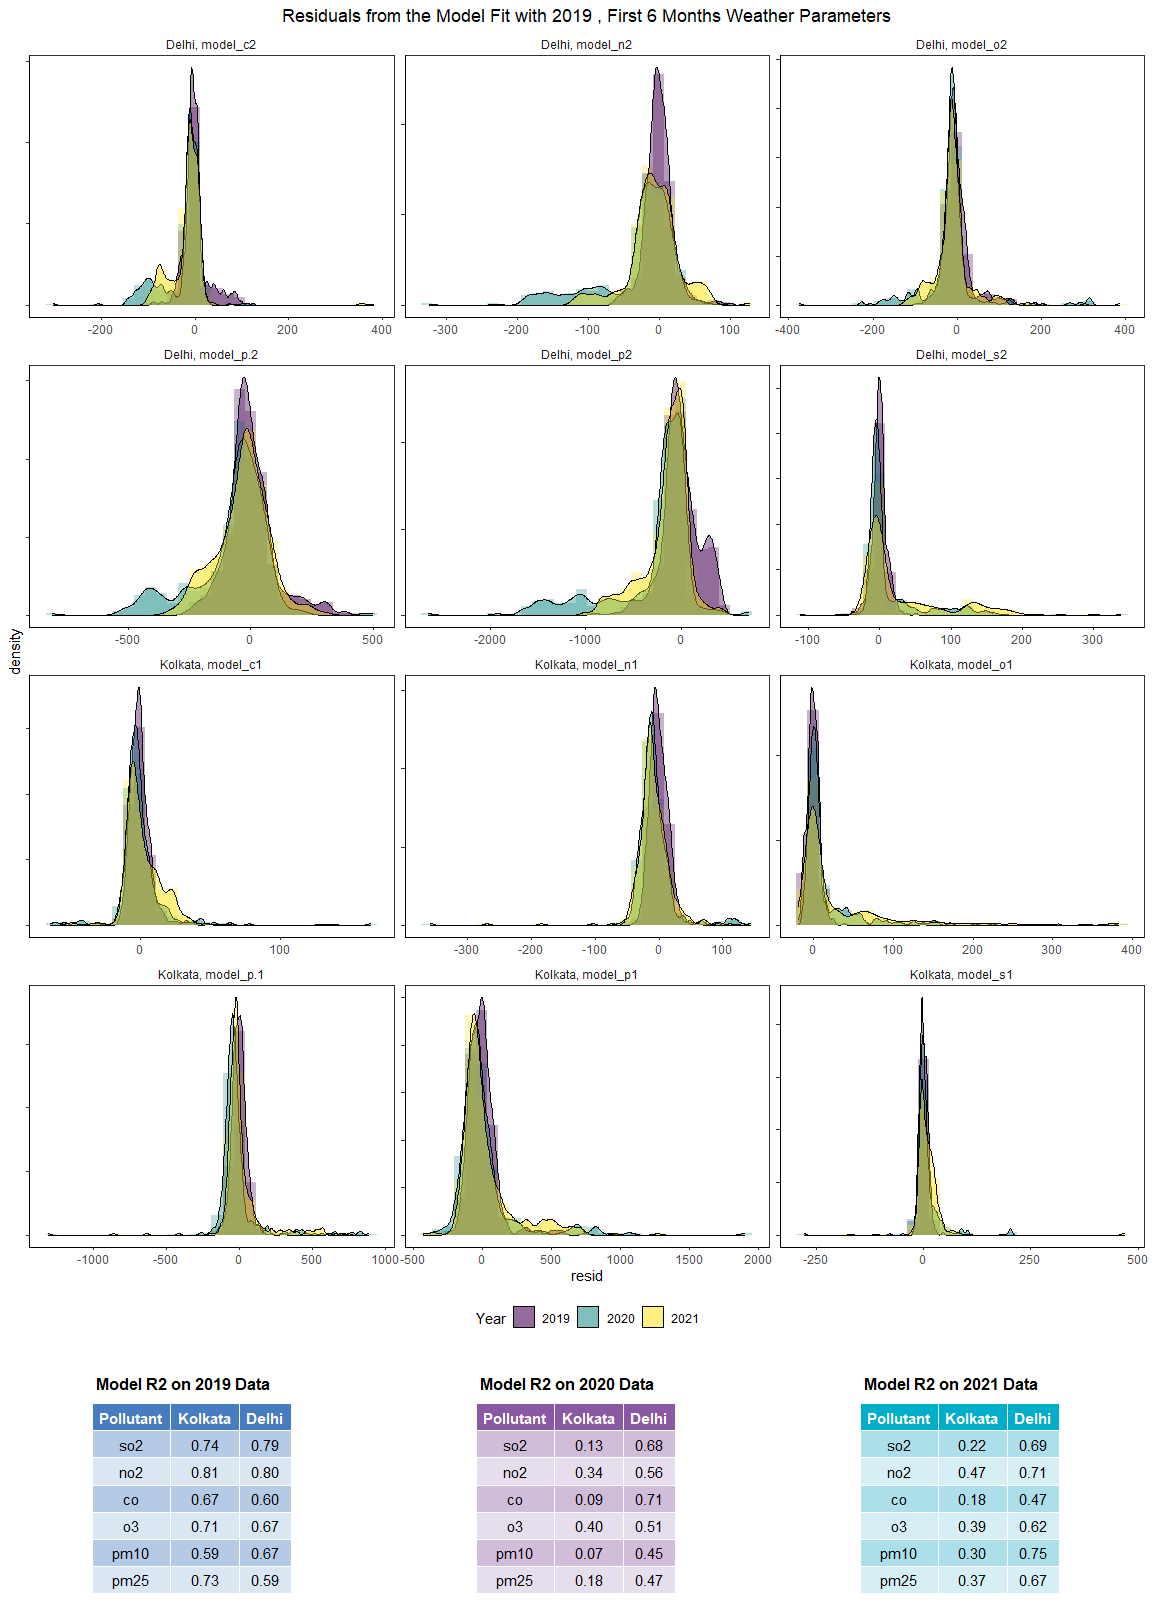 Residuals from the Model Fit with 2019 , First 6 Months Weather Parameters
Delhi, model_c2
Delhi, model_n2
Delhi, model_o2
-200 0 200 400
-300 -200 -100 0 100
-400 -200 0 200 400
Delhi, model_p.2
Delhi, model_p2
Delhi, model_s2
-500 0 500
-2000 -1000 0
-100 0 100 200 300
density
Kolkata, model_c1
Kolkata, model_n1
Kolkata, model_o1
0 100
-300 -200 -100 0 100
0 100 200 300 400
Kolkata, model_p.1
Kolkata, model_p1
Kolkata, model_s1
-1000 -500 0 500 1000
-500 0 500 1000 1500 2000
-250 0 250 500
resid
Year 2019 2020 2021
Model R2 on 2019 Data
Pollutant Kolkata Delhi
so2 0.74 0.79
no2 0.81 0.80
co 0.67 0.60
o3 0.71 0.67
pm10 0.59 0.67
pm25 0.73 0.59
Model R2 on 2020 Data
Pollutant Kolkata Delhi
so2 0.13 0.68
no2 0.34 0.56
co 0.09 0.71
o3 0.40 0.51
pm10 0.07 0.45
pm25 0.18 0.47
Model R2 on 2021 Data
Pollutant Kolkata Delhi
so2 0.22 0.69
no2 0.47 0.71
co 0.18 0.47
o3 0.39 0.62
pm10 0.30 0.75
pm25 0.37 0.67